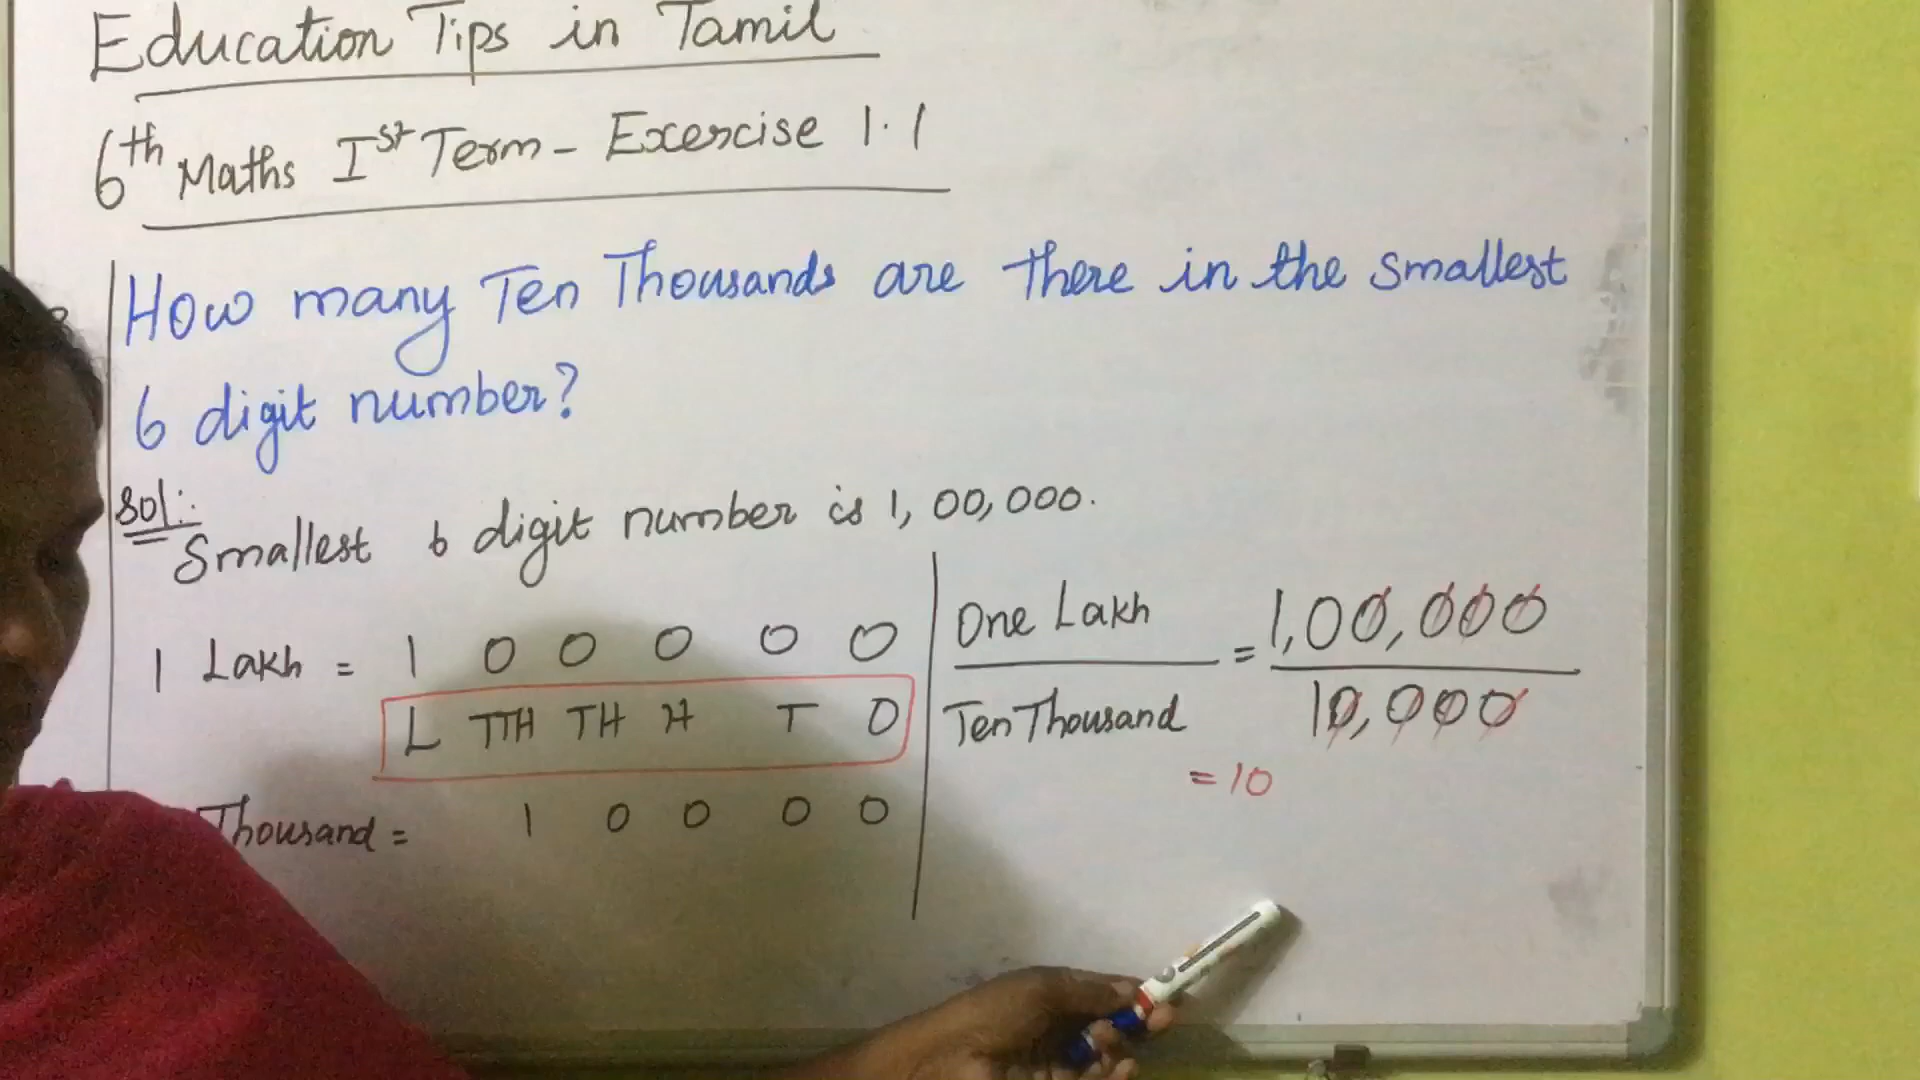 Education Tips in Tamil
6th Maths Ist Term - Exercise 1.1
How many Ten Thousands are there in the smallest
6 digit number?
Sol:
Smallest 6 digit number is 1,00,000.
1 Lakh = 1 0 0 0 0 0
L TTH TH H T O
Thousand = 1 0 0 0 0
One Lakh
Ten Thousand
= 1,00,000
10,000
= 10